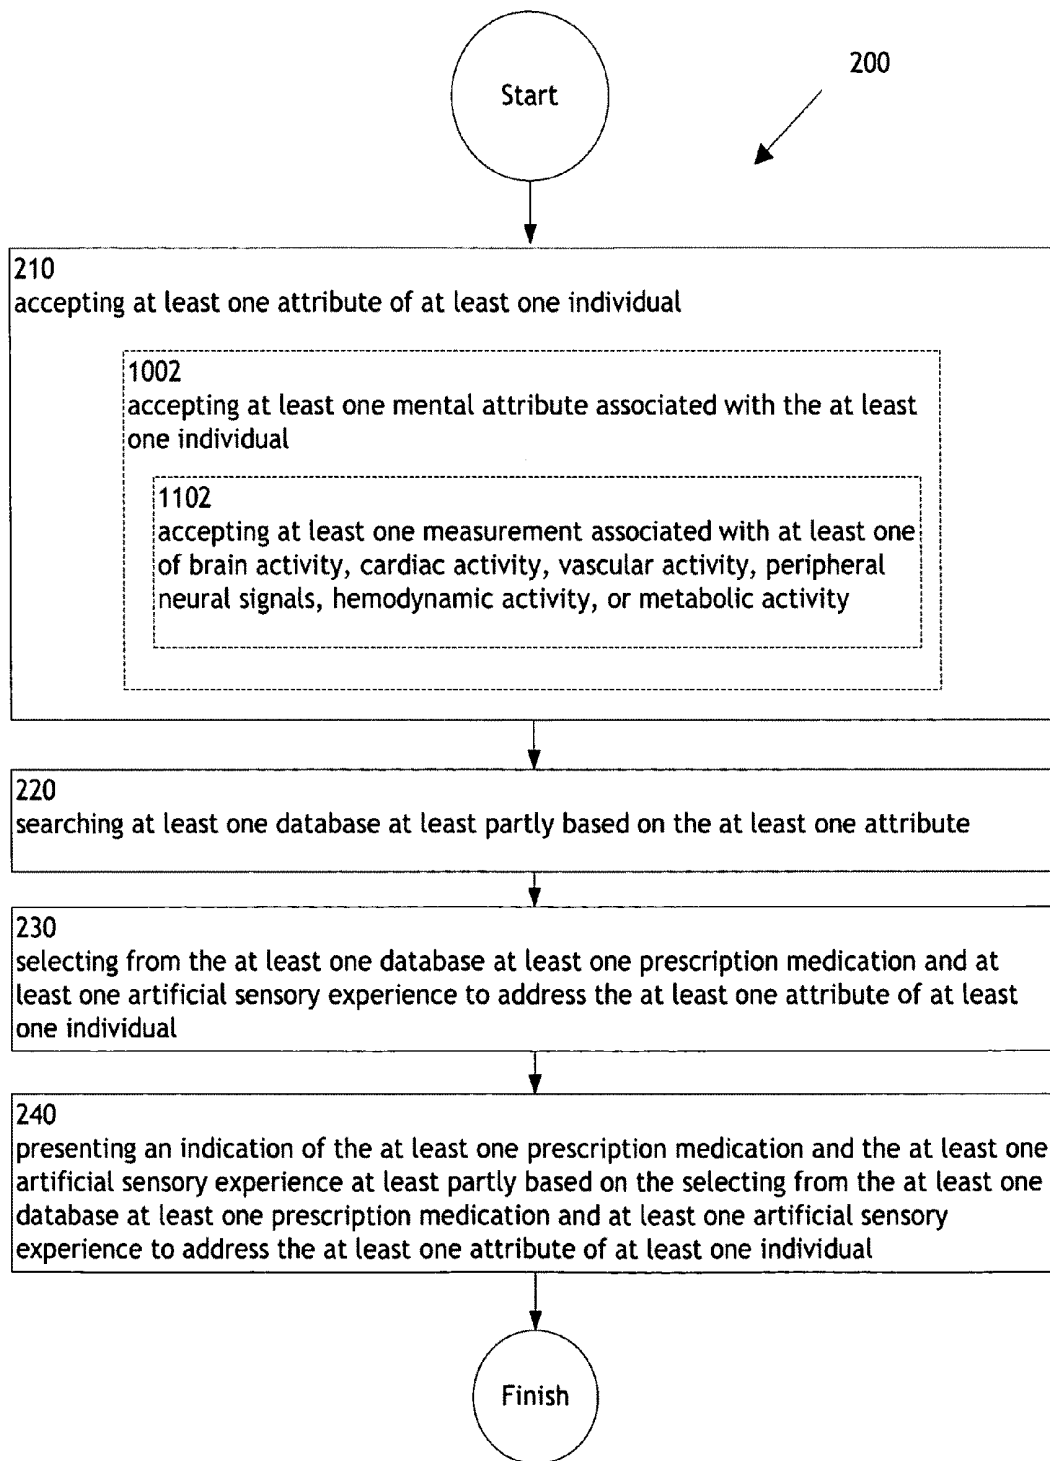 Start
200
210
accepting at least one attribute of at least one individual
1002
accepting at least one mental attribute associated with the at least
one individual
1102
accepting at least one measurement associated with at least one
of brain activity, cardiac activity, vascular activity, peripheral
neural signals, hemodynamic activity, or metabolic activity
220
searching at least one database at least partly based on the at least one attribute
230
selecting from the at least one database at least one prescription medication and at
least one artificial sensory experience to address the at least one attribute of at least
one individual
240
presenting an indication of the at least one prescription medication and the at least one
artificial sensory experience at least partly based on the selecting from the at least one
database at least one prescription medication and at least one artificial sensory
experience to address the at least one attribute of at least one individual
Finish